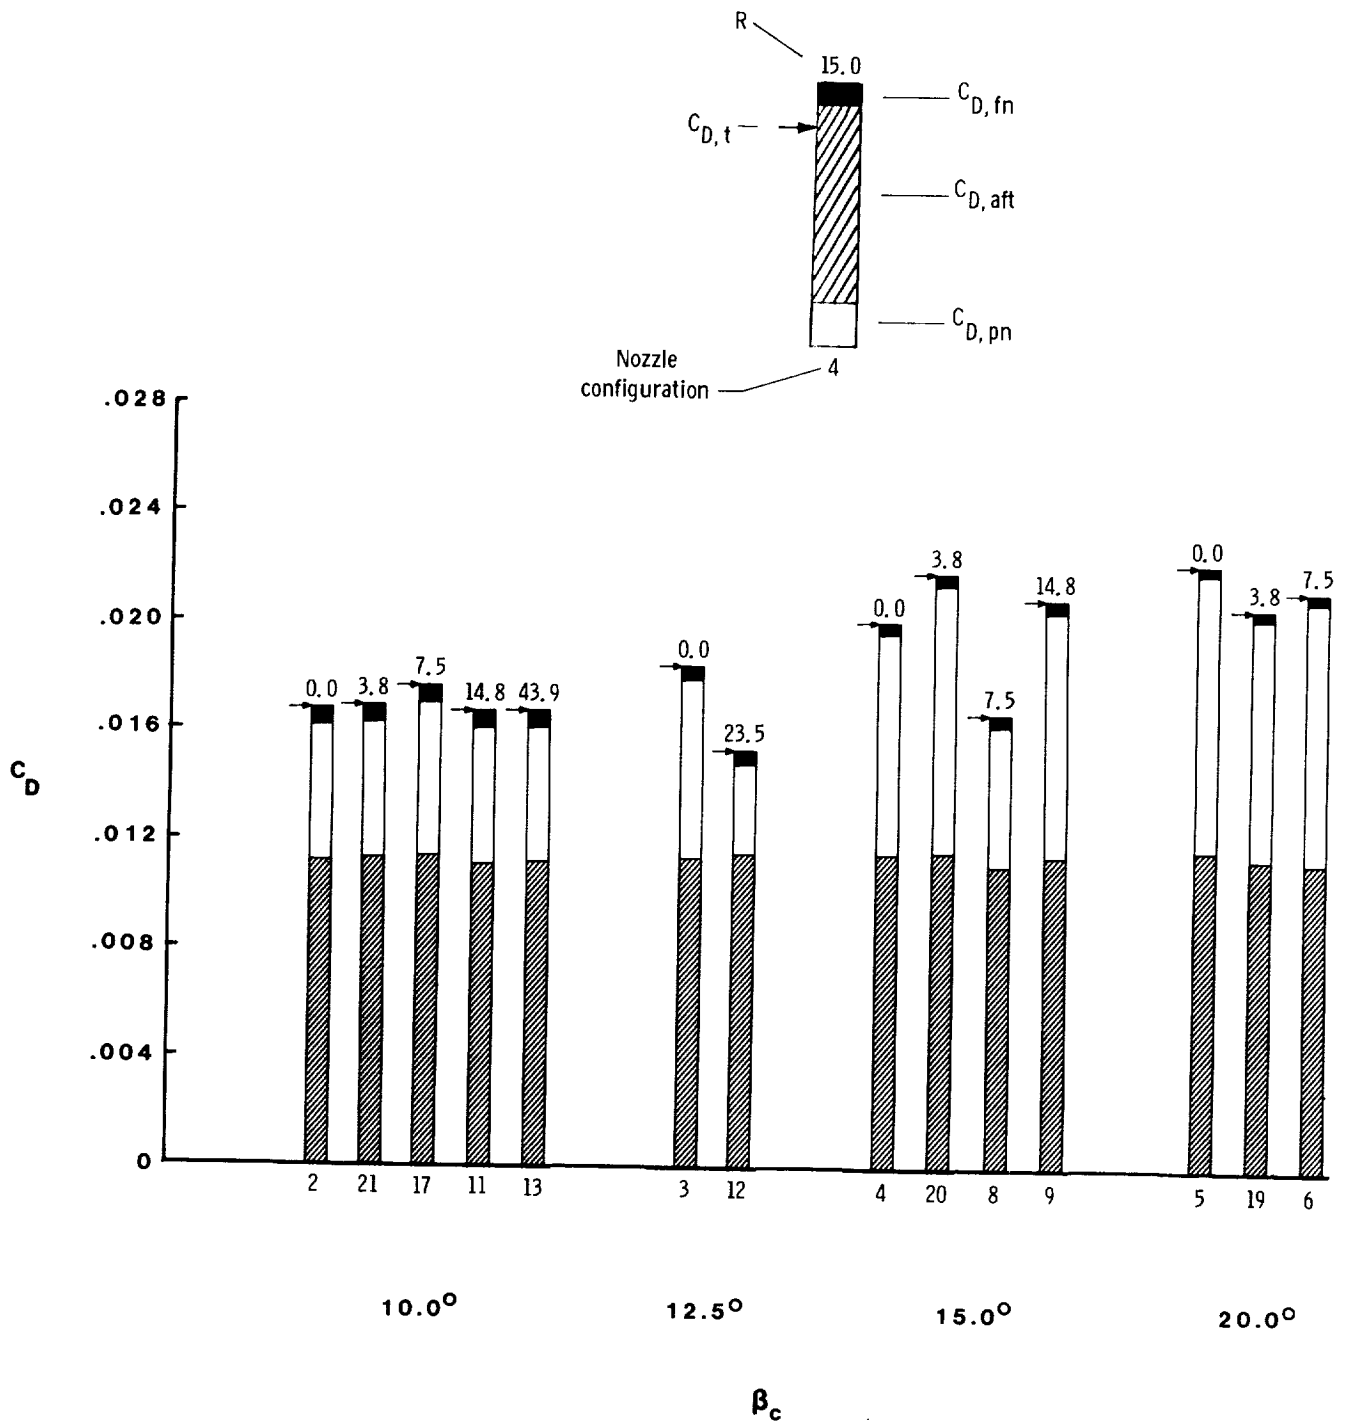 R
15.0
C_D, fn
C_D, t
C_D, aft
C_D, pn
Nozzle
configuration
4
.028
.024
.020
.016
.012
.008
.004
0
C_D
0.0 3.8 7.5 14.8 43.9
0.0 23.5
0.0 3.8 7.5 14.8
0.0 3.8 7.5
2 21 17 11 13 3 12 4 20 8 9 5 19 6
10.0° 12.5° 15.0° 20.0°
β_c